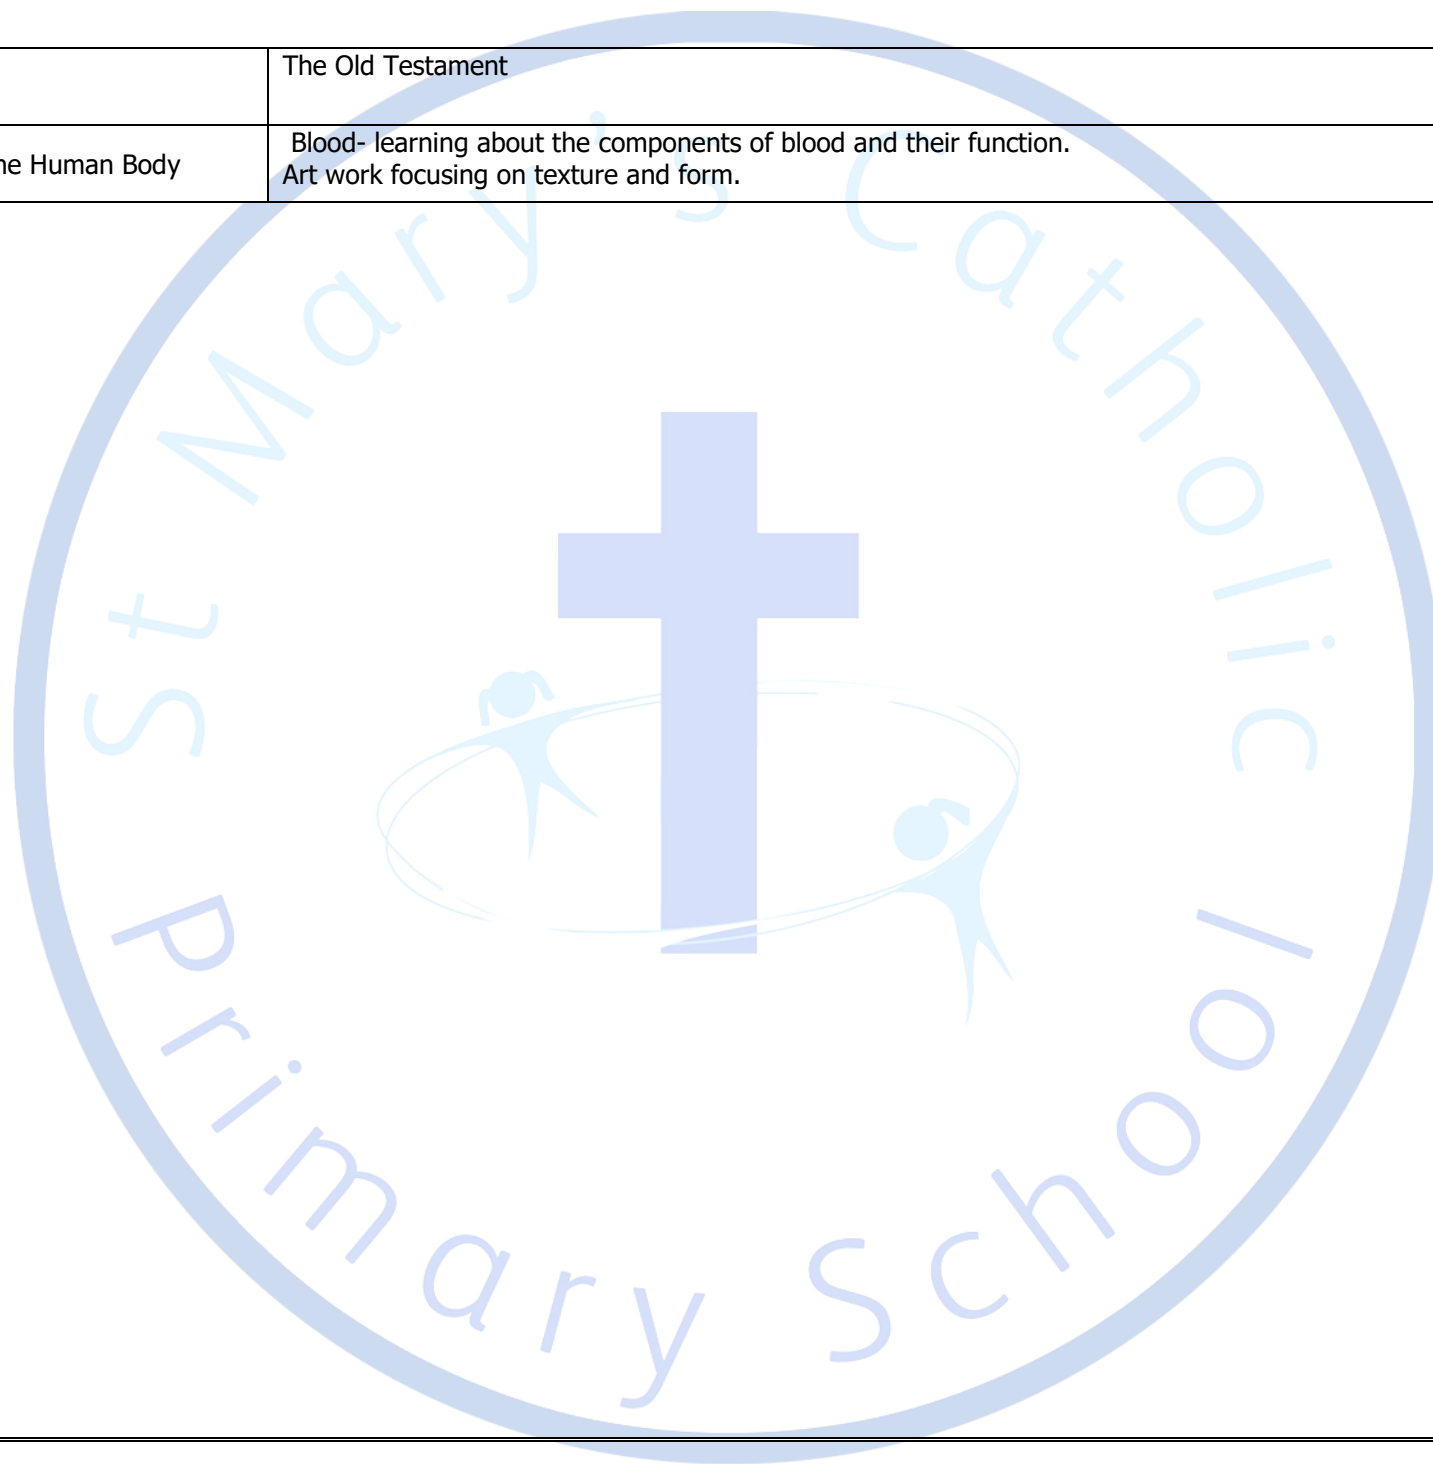 The Old Testament
Blood- learning about the components of blood and their function.
he Human Body
Art work focusing on texture and form.
St Mary's Catholic
Primary School